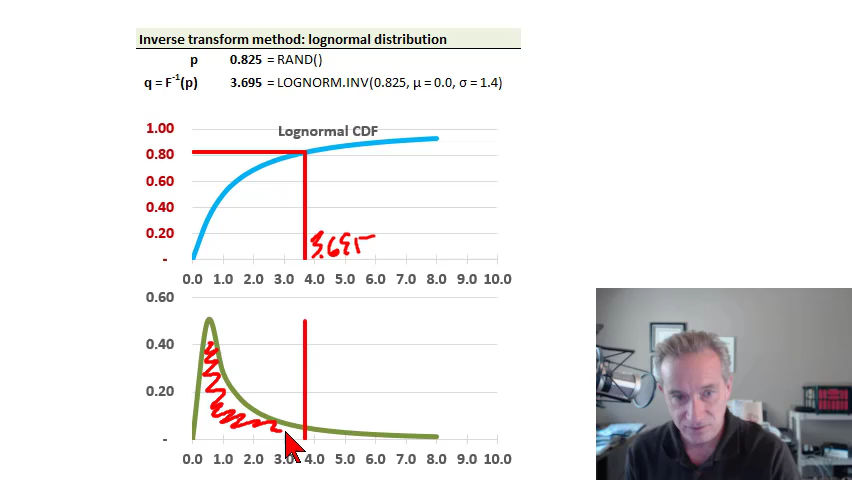 Inverse transform method: lognormal distribution
p 0.825 = RAND()
q = F⁻¹(p) 3.695 = LOGNORM.INV(0.825, μ = 0.0, σ = 1.4)
Lognormal CDF
1.00
0.80
0.60
0.40
0.20
-
3.695
0.0 1.0 2.0 3.0 4.0 5.0 6.0 7.0 8.0 9.0 10.0
0.60
0.40
0.20
-
0.0 1.0 2.0 3.0 4.0 5.0 6.0 7.0 8.0 9.0 10.0